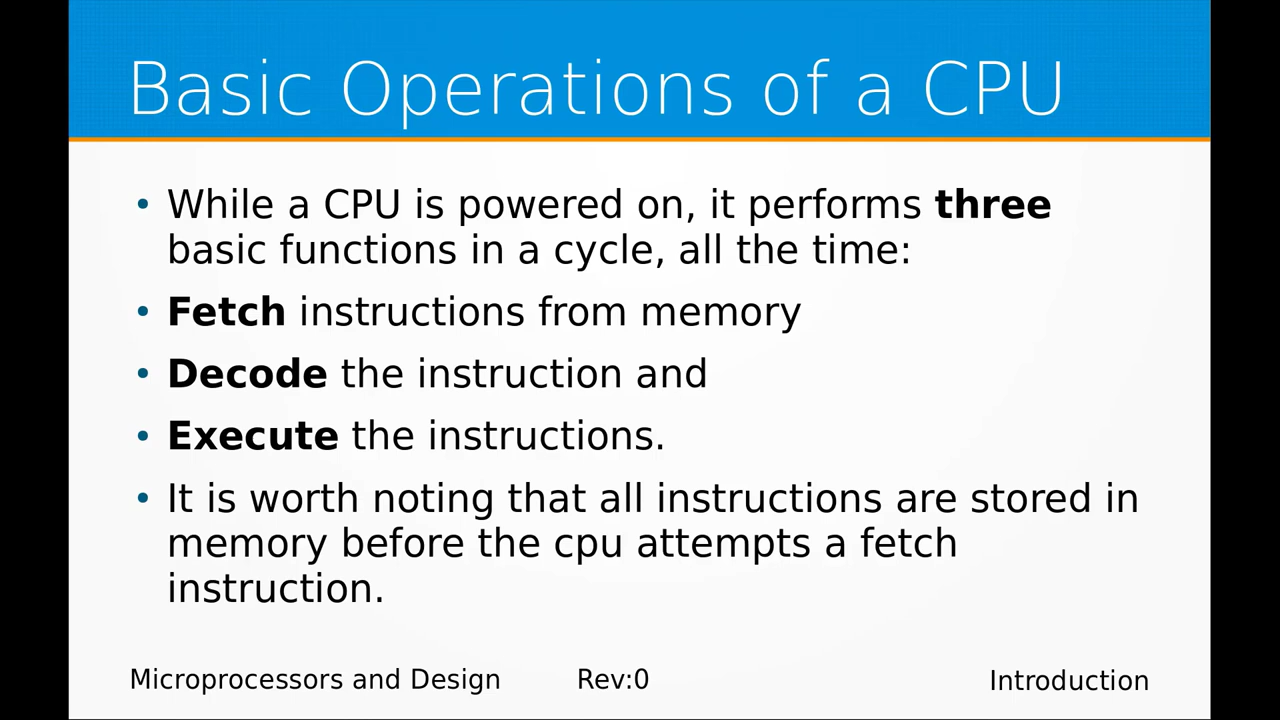 Basic Operations of a CPU
• While a CPU is powered on, it performs three
basic functions in a cycle, all the time:
• Fetch instructions from memory
• Decode the instruction and
• Execute the instructions.
• It is worth noting that all instructions are stored in
memory before the cpu attempts a fetch
instruction.
Microprocessors and Design Rev:0 Introduction